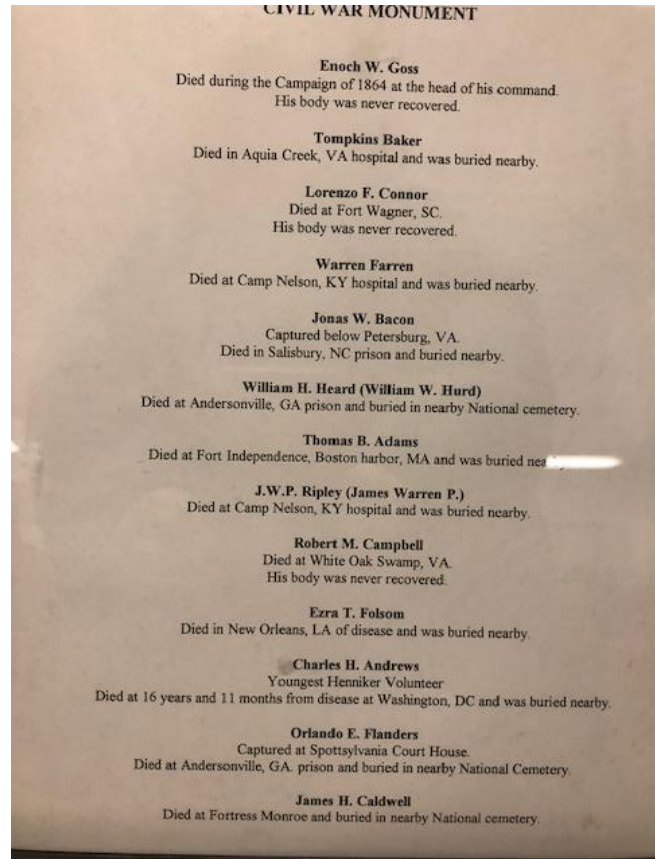 CIVIL WAR MONUMENT
Enoch W. Goss
Died during the Campaign of 1864 at the head of his command.
His body was never recovered.
Tompkins Baker
Died in Aquia Creek, VA hospital and was buried nearby.
Lorenzo F. Connor
Died at Fort Wagner, SC.
His body was never recovered.
Warren Farren
Died at Camp Nelson, KY hospital and was buried nearby.
Jonas W. Bacon
Captured below Petersburg, VA.
Died in Salisbury, NC prison and buried nearby.
William H. Heard (William W. Hurd)
Died at Andersonville, GA prison and buried in nearby National cemetery.
Thomas B. Adams
Died at Fort Independence, Boston harbor, MA and was buried
J.W.P. Ripley (James Warren P.)
Died at Camp Nelson, KY hospital and was buried nearby.
Robert M. Campbell
Died at White Oak Swamp, VA.
His body was never recovered.
Ezra T. Folsom
Died in New Orleans, LA of disease and was buried nearby.
Charles H. Andrews
Youngest Henniker Volunteer
Died at 16 years and 11 months from disease at Washington, DC and was buried nearby.
Orlando E. Flanders
Captured at Spottsylvania Court House.
Died at Andersonville, GA. prison and buried in nearby National Cemetery.
James H. Caldwell
Died at Fortress Monroe and buried in nearby National cemetery.